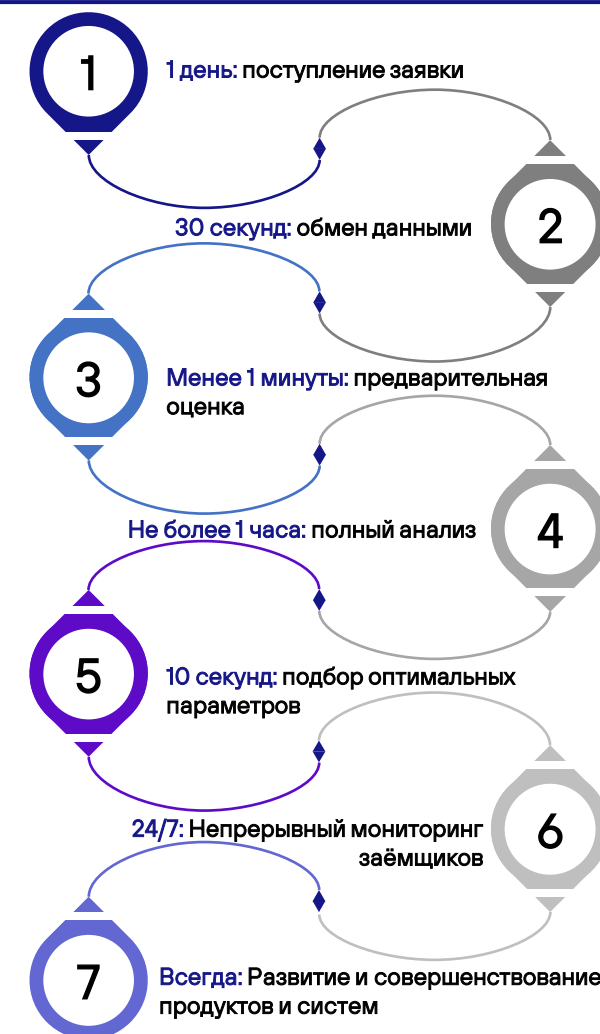 1
1 день: поступление заявки
30 секунд: обмен данными
2
3
Менее 1 минуты: предварительная
оценка
Не более 1 часа: полный анализ
4
5
10 секунд: подбор оптимальных
параметров
24/7: Непрерывный мониторинг
заёмщиков
6
7
Всегда: Развитие и совершенствование
продуктов и систем